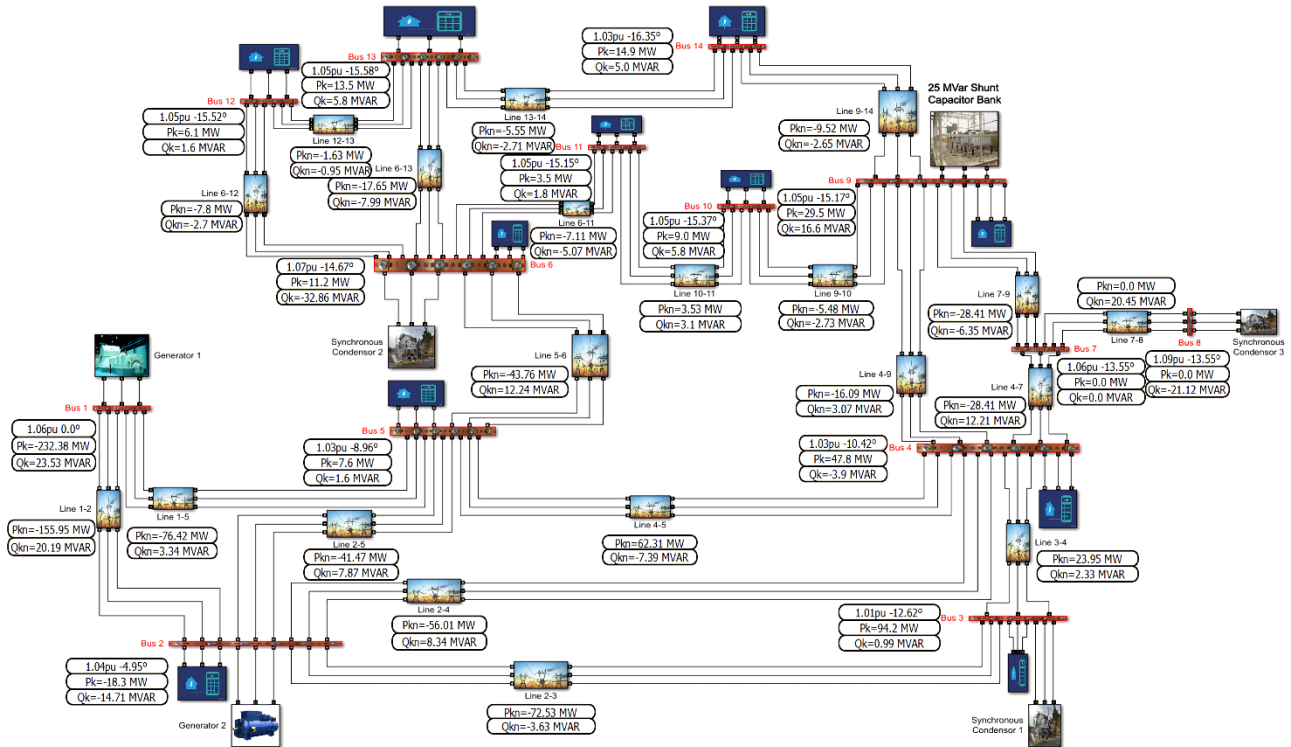 1.03pu -16.35º
Pk=14.9 MW
Qk=5.0 MVAR
Bus 14
Bus 13
1.05pu -15.58º
Pk=13.5 MW
Qk=5.8 MVAR
Bus 12
1.05pu -15.52º
Pk=6.1 MW
Qk=1.6 MVAR
Line 12-13
Pkn=-1.63 MW
Qkn=-0.95 MVAR
Line 13-14
Pkn=-5.55 MW
Qkn=-2.71 MVAR
Line 9-14
Pkn=-9.52 MW
Qkn=-2.65 MVAR
25 MVar Shunt
Capacitor Bank
Line 6-12
Pkn=-7.8 MW
Qkn=-2.7 MVAR
Line 6-13
Pkn=-17.65 MW
Qkn=-7.99 MVAR
Bus 11
1.05pu -15.15º
Pk=3.5 MW
Qk=1.8 MVAR
Line 6-11
Pkn=-7.11 MW
Qkn=-5.07 MVAR
Bus 10
1.05pu -15.37º
Pk=9.0 MW
Qk=5.8 MVAR
Bus 9
1.05pu -15.17º
Pk=29.5 MW
Qk=16.6 MVAR
Bus 6
1.07pu -14.67º
Pk=11.2 MW
Qk=-32.86 MVAR
Line 10-11
Pkn=3.53 MW
Qkn=3.1 MVAR
Line 9-10
Pkn=-5.48 MW
Qkn=-2.73 MVAR
Line 7-9
Pkn=-28.41 MW
Qkn=-6.35 MVAR
Pkn=0.0 MW
Qkn=20.45 MVAR
Line 7-8
Bus 8
Synchronous
Condensor 3
1.09pu -13.55º
Pk=0.0 MW
Qk=-21.12 MVAR
Bus 7
1.06pu -13.55º
Pk=0.0 MW
Qk=0.0 MVAR
Synchronous
Condensor 2
Line 5-6
Pkn=-43.76 MW
Qkn=12.24 MVAR
Line 4-9
Pkn=-16.09 MW
Qkn=3.07 MVAR
Line 4-7
Pkn=-28.41 MW
Qkn=12.21 MVAR
Generator 1
Bus 1
1.06pu 0.0º
Pk=-232.38 MW
Qk=23.53 MVAR
Bus 5
1.03pu -8.96º
Pk=7.6 MW
Qk=1.6 MVAR
Bus 4
1.03pu -10.42º
Pk=47.8 MW
Qk=-3.9 MVAR
Line 1-2
Pkn=-155.95 MW
Qkn=20.19 MVAR
Line 1-5
Pkn=-76.42 MW
Qkn=3.34 MVAR
Line 2-5
Pkn=-41.47 MW
Qkn=7.87 MVAR
Line 4-5
Pkn=62.31 MW
Qkn=-7.39 MVAR
Line 3-4
Pkn=23.95 MW
Qkn=2.33 MVAR
Line 2-4
Pkn=-56.01 MW
Qkn=8.34 MVAR
Bus 3
1.01pu -12.62º
Pk=94.2 MW
Qk=0.99 MVAR
Bus 2
1.04pu -4.95º
Pk=-18.3 MW
Qk=-14.71 MVAR
Generator 2
Line 2-3
Pkn=-72.53 MW
Qkn=-3.63 MVAR
Synchronous
Condensor 1